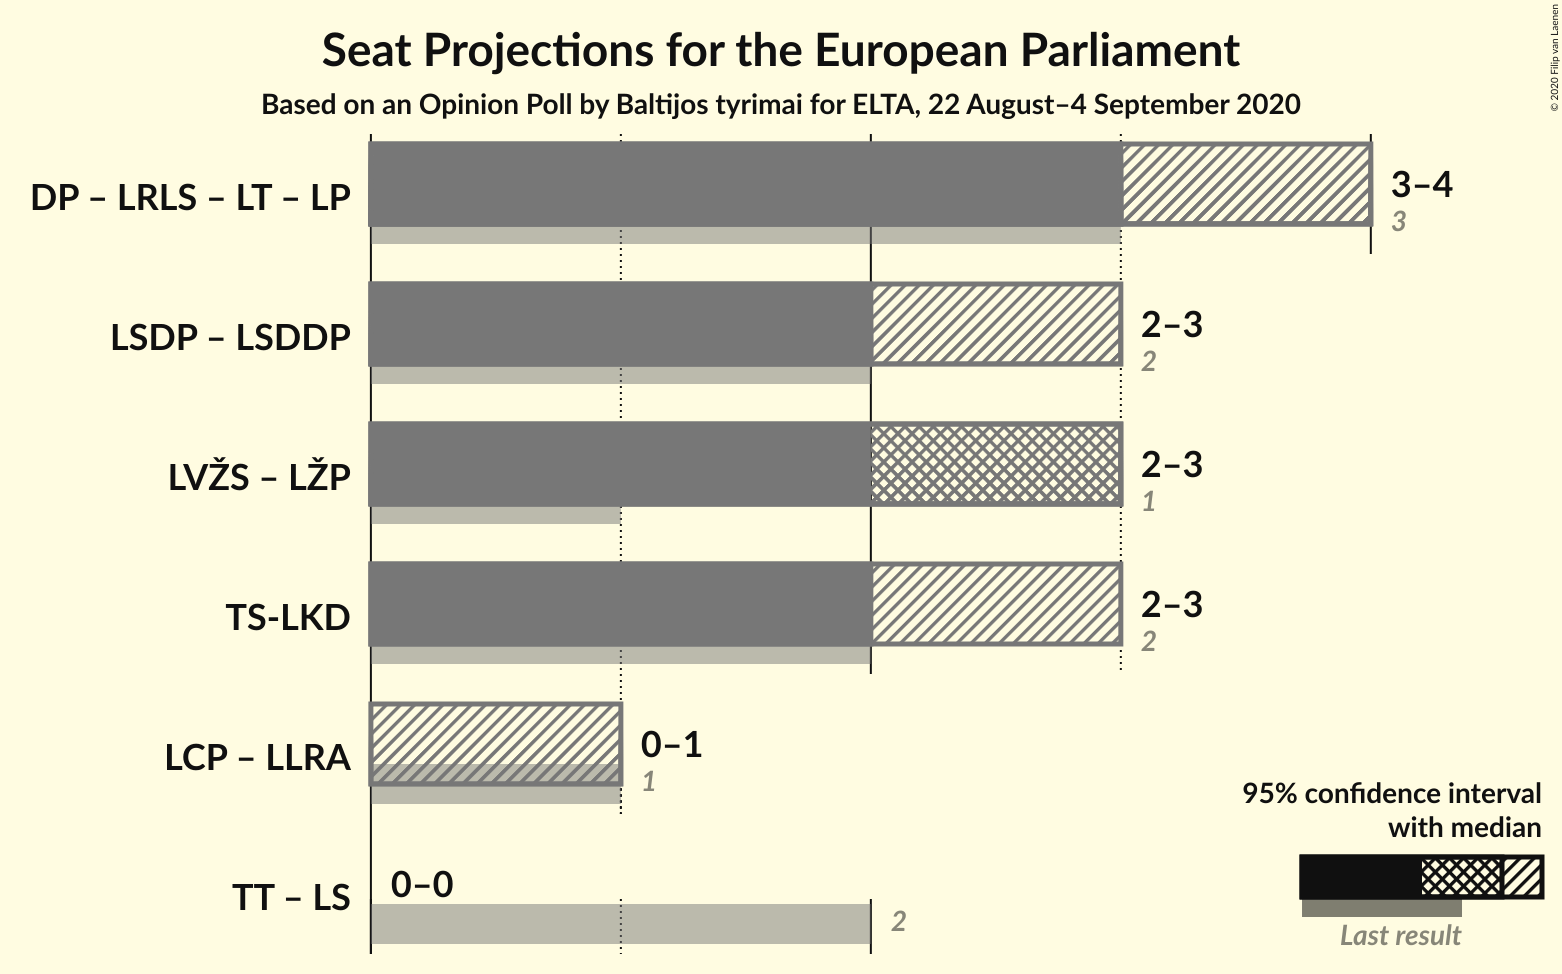 Seat Projections for the European Parliament
Based on an Opinion Poll by Baltijos tyrimai for ELTA, 22 August–4 September 2020
© 2020 Filip van Laenen
DP – LRLS – LT – LP
3–4
3
LSDP – LSDDP
2–3
2
LVŽS – LŽP
2–3
1
TS-LKD
2–3
2
LCP – LLRA
0–1
1
TT – LS
0–0
2
95% confidence interval
with median
Last result